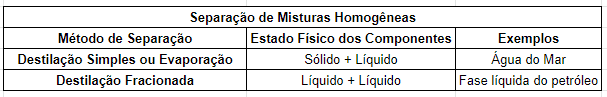 Separação de Misturas Homogêneas
Método de Separação Estado Físico dos Componentes Exemplos
Destilação Simples ou Evaporação Sólido + Líquido Água do Mar
Destilação Fracionada Líquido + Líquido Fase líquida do petróleo